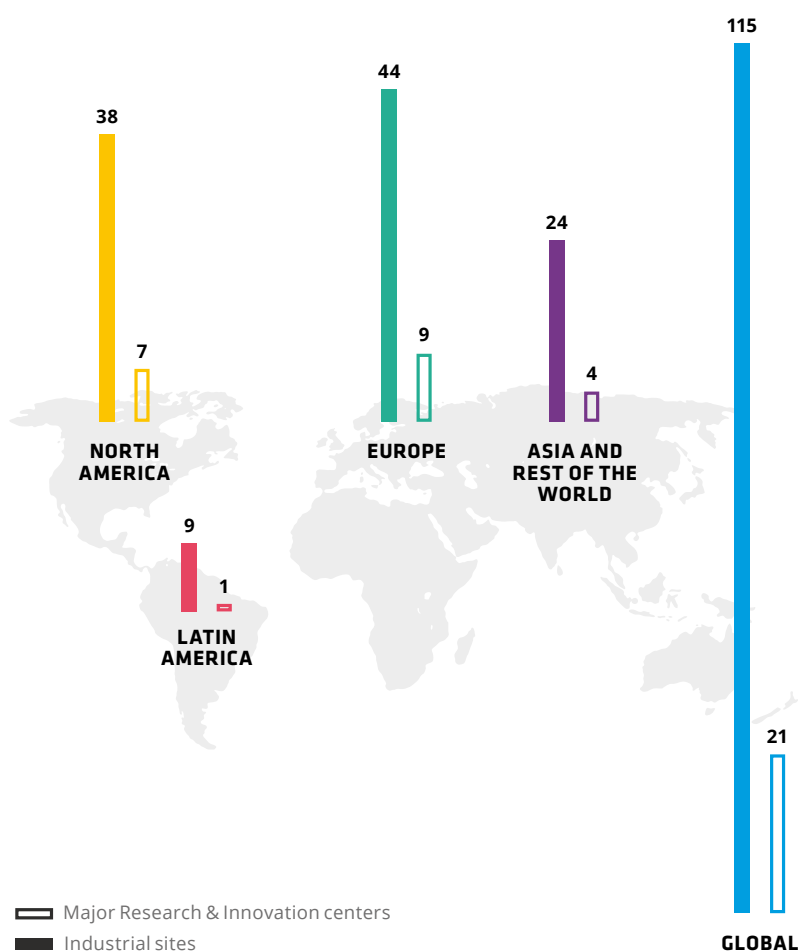 115
44
38
24
9
7
4
NORTH
AMERICA
EUROPE
ASIA AND
REST OF THE
WORLD
9
1
LATIN
AMERICA
21
Major Research & Innovation centers
Industrial sites
GLOBAL